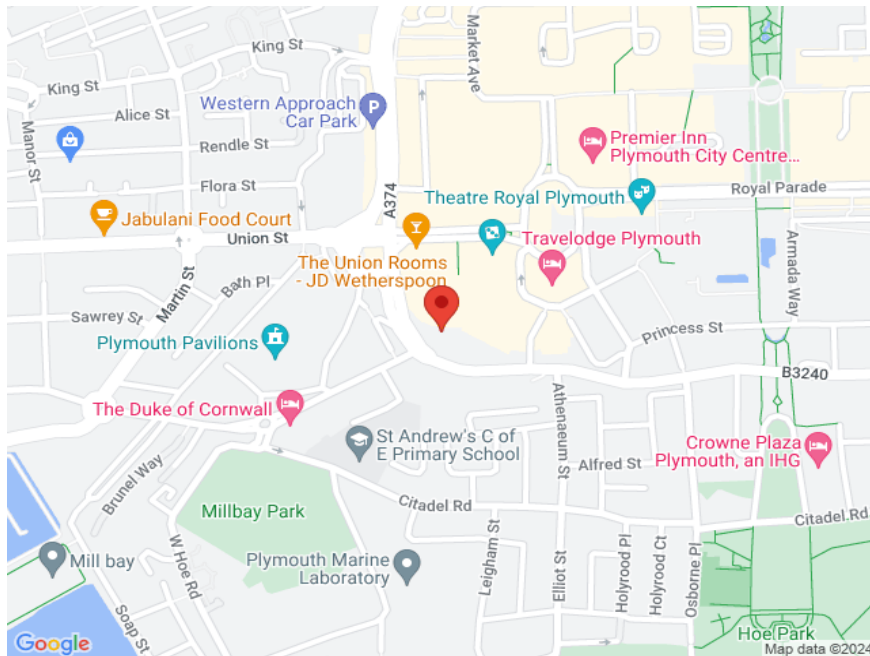 King St
King St
Market Ave
Alice St
Western Approach
Car Park
P
Manor St
Rendle St
Premier Inn
Plymouth City Centre...
Flora St
A374
Theatre Royal Plymouth
Royal Parade
Jabulani Food Court
Union St
The Union Rooms
- JD Wetherspoon
Travelodge Plymouth
Armada Way
Bath Pl
Martin St
Sawrey St
Plymouth Pavilions
Princess St
B3240
The Duke of Cornwall
Athenaeum St
St Andrew's C of
E Primary School
Crowne Plaza
Plymouth, an IHG
Alfred St
Brunel Way
Millbay Park
Citadel Rd
Citadel Rd
Mill bay
W Hoe Rd
Plymouth Marine
Laboratory
Leigham St
Elliot St
Holyrood Pl
Holyrood Ct
Osborne Pl
Soap St
Hoe Park
Google
Map data ©2024